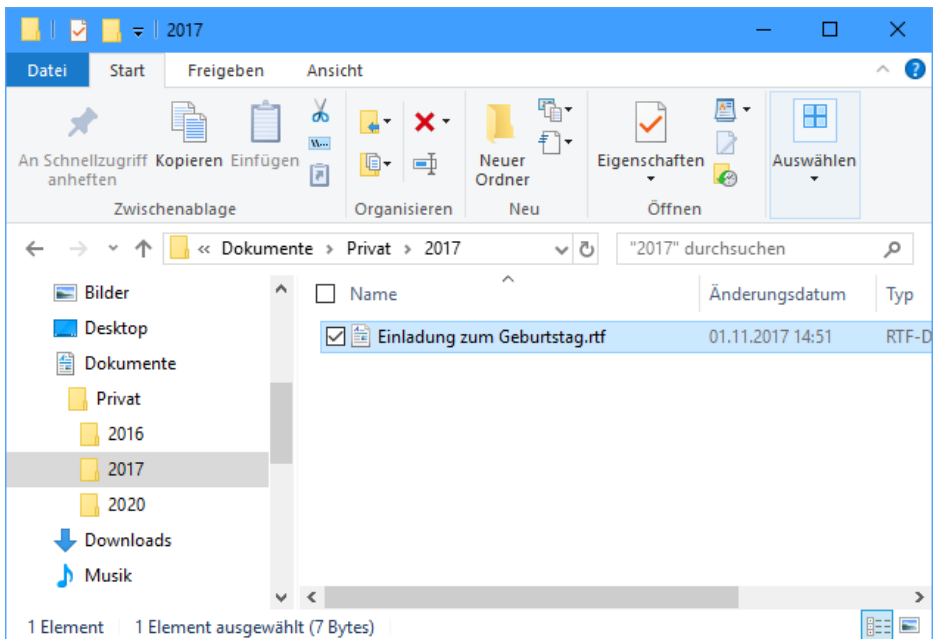 2017
Datei Start Freigeben Ansicht
An Schnellzugriff anheften
Kopieren
Einfügen
W...
Neuer Ordner
Eigenschaften
Auswählen
Zwischenablage Organisieren Neu Öffnen
« Dokumente > Privat > 2017
"2017" durchsuchen
Bilder
Desktop
Dokumente
Privat
2016
2017
2020
Downloads
Musik
Name Änderungsdatum Typ
Einladung zum Geburtstag.rtf 01.11.2017 14:51 RTF-D
1 Element 1 Element ausgewählt (7 Bytes)